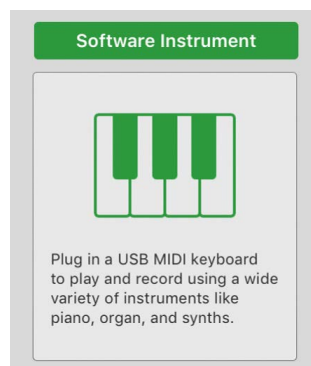 Software Instrument
Plug in a USB MIDI keyboard
to play and record using a wide
variety of instruments like
piano, organ, and synths.